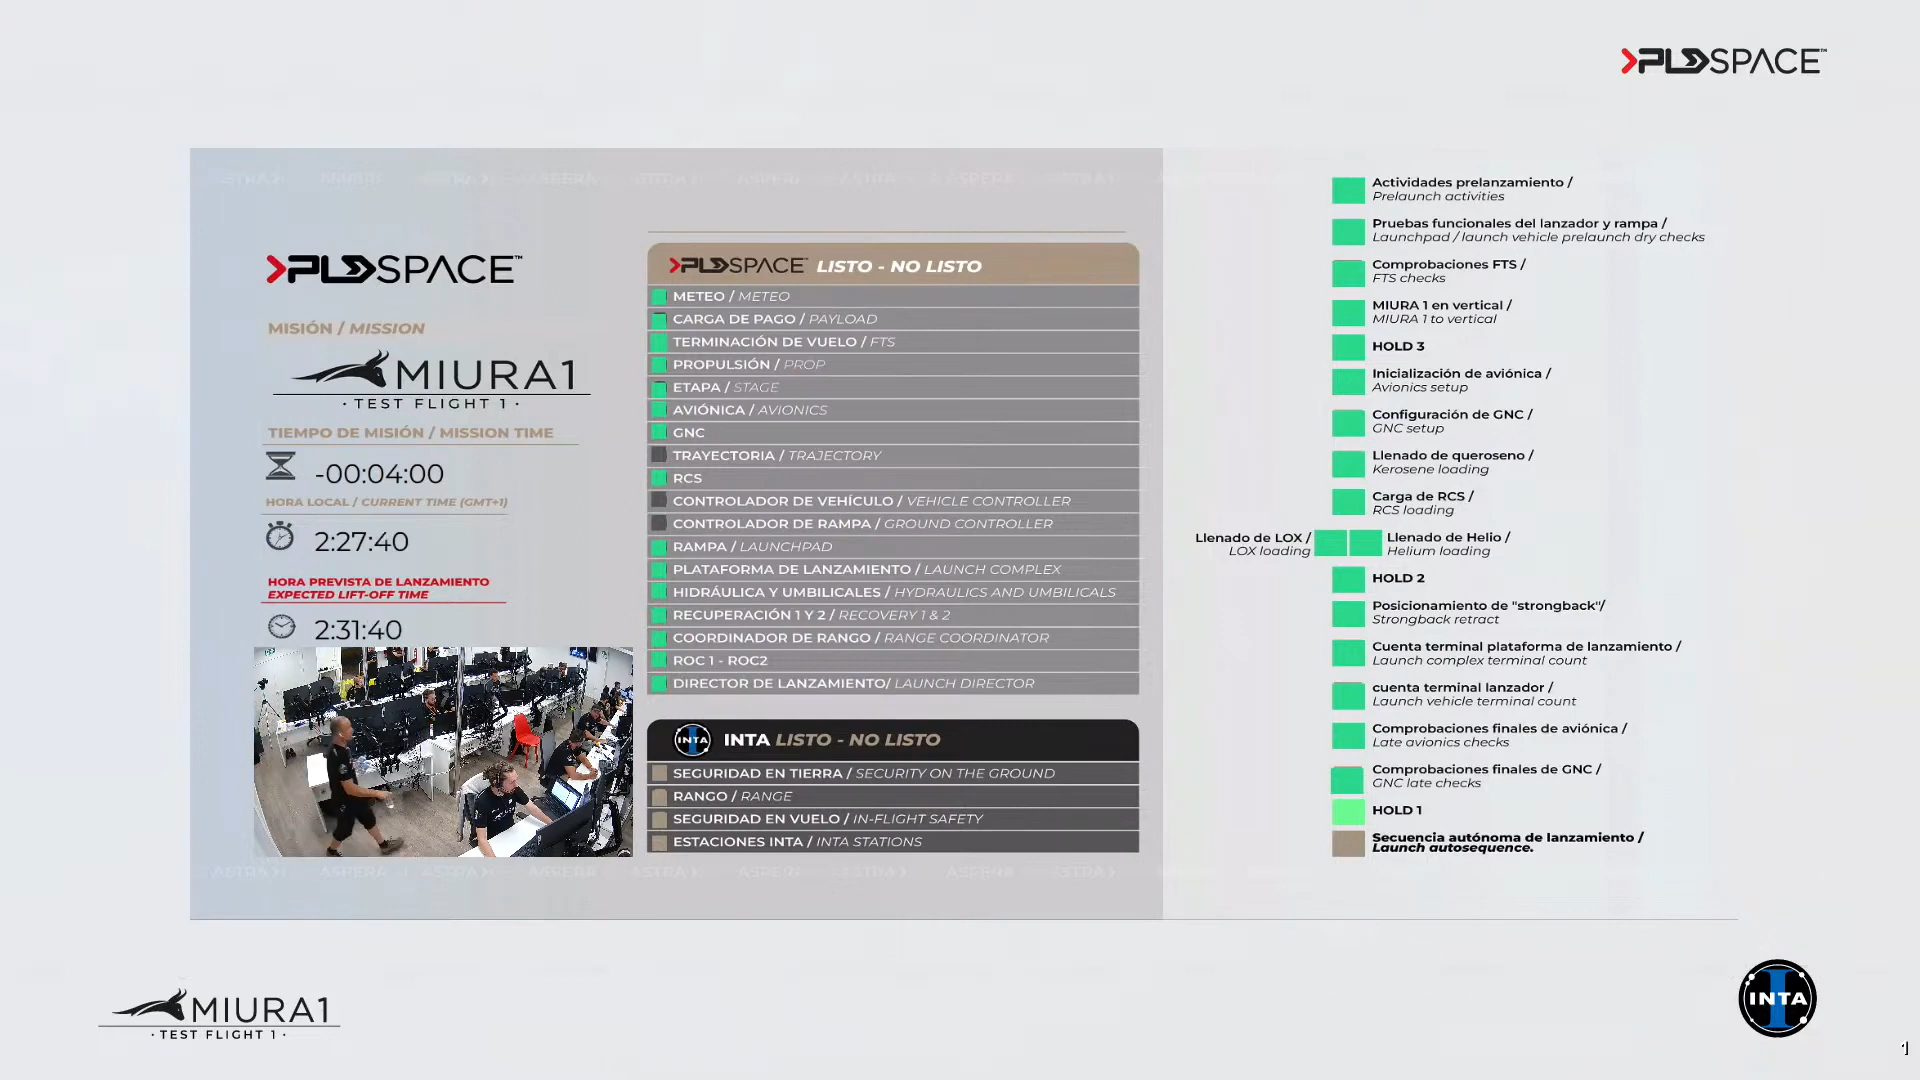 PLDSPACE™
PLDSPACE™
MISIÓN / MISSION
MIURA1
· TEST FLIGHT 1 ·
TIEMPO DE MISIÓN / MISSION TIME
-00:04:00
HORA LOCAL / CURRENT TIME (GMT+1)
2:27:40
HORA PREVISTA DE LANZAMIENTO
EXPECTED LIFT-OFF TIME
2:31:40
PLDSPACE™ LISTO - NO LISTO
METEO / METEO
CARGA DE PAGO / PAYLOAD
TERMINACIÓN DE VUELO / FTS
PROPULSIÓN / PROP
ETAPA / STAGE
AVIÓNICA / AVIONICS
GNC
TRAYECTORIA / TRAJECTORY
RCS
CONTROLADOR DE VEHÍCULO / VEHICLE CONTROLLER
CONTROLADOR DE RAMPA / GROUND CONTROLLER
RAMPA / LAUNCHPAD
PLATAFORMA DE LANZAMIENTO / LAUNCH COMPLEX
HIDRÁULICA Y UMBILICALES / HYDRAULICS AND UMBILICALS
RECUPERACIÓN 1 Y 2 / RECOVERY 1 & 2
COORDINADOR DE RANGO / RANGE COORDINATOR
ROC 1 - ROC2
DIRECTOR DE LANZAMIENTO/ LAUNCH DIRECTOR
INTA INTA LISTO - NO LISTO
SEGURIDAD EN TIERRA / SECURITY ON THE GROUND
RANGO / RANGE
SEGURIDAD EN VUELO / IN-FLIGHT SAFETY
ESTACIONES INTA / INTA STATIONS
Actividades prelanzamiento /
Prelaunch activities
Pruebas funcionales del lanzador y rampa /
Launchpad / launch vehicle prelaunch dry checks
Comprobaciones FTS /
FTS checks
MIURA 1 en vertical /
MIURA 1 to vertical
HOLD 3
Inicialización de aviónica /
Avionics setup
Configuración de GNC /
GNC setup
Llenado de queroseno /
Kerosene loading
Carga de RCS /
RCS loading
Llenado de LOX /
LOX loading
Llenado de Helio /
Helium loading
HOLD 2
Posicionamiento de "strongback"/
Strongback retract
Cuenta terminal plataforma de lanzamiento /
Launch complex terminal count
cuenta terminal lanzador /
Launch vehicle terminal count
Comprobaciones finales de aviónica /
Late avionics checks
Comprobaciones finales de GNC /
GNC late checks
HOLD 1
Secuencia autónoma de lanzamiento /
Launch autosequence.
MIURA1
· TEST FLIGHT 1 ·
INTA
1